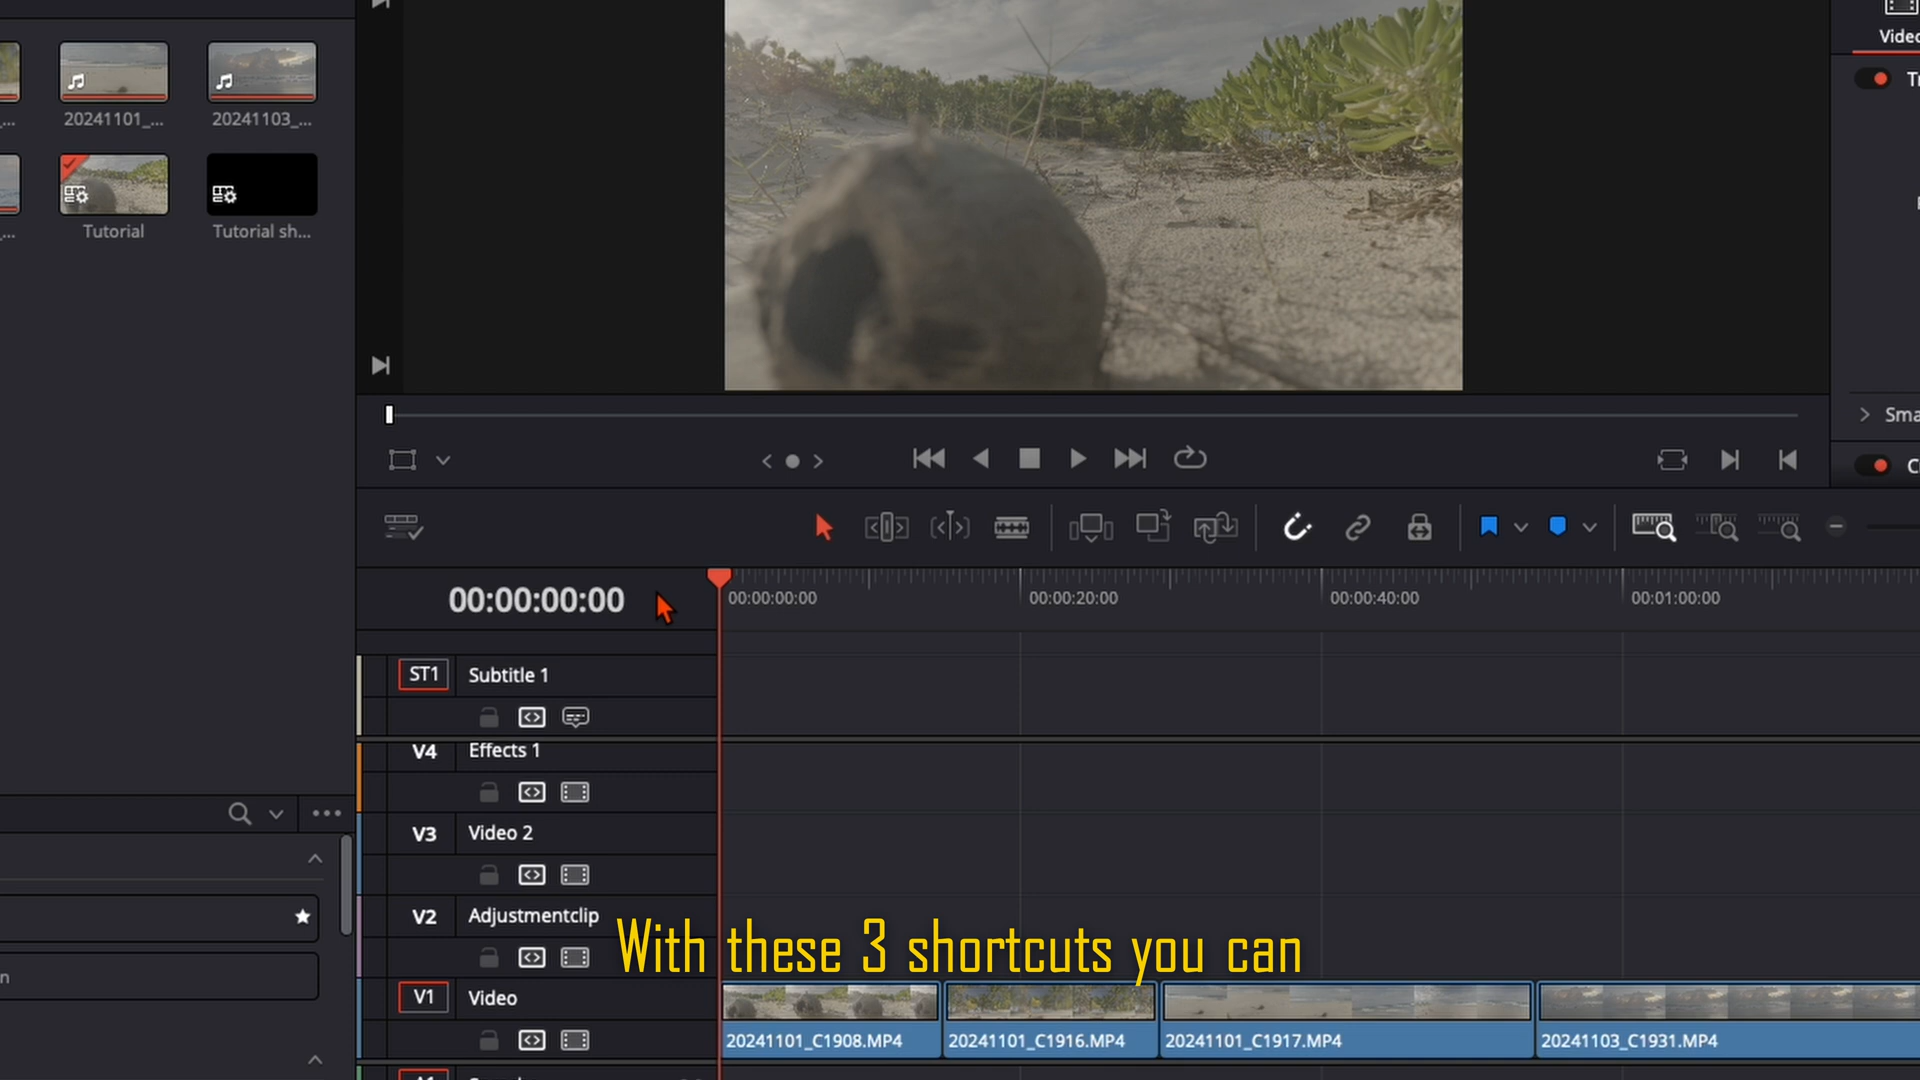 Video
20241101_...
20241103_...
Tutorial
Tutorial sh...
00:00:00:00
00:00:00:00
00:00:20:00
00:00:40:00
00:01:00:00
ST1
Subtitle 1
V4
Effects 1
V3
Video 2
V2
Adjustmentclip
With these 3 shortcuts you can
V1
Video
20241101_C1908.MP4
20241101_C1916.MP4
20241101_C1917.MP4
20241103_C1931.MP4